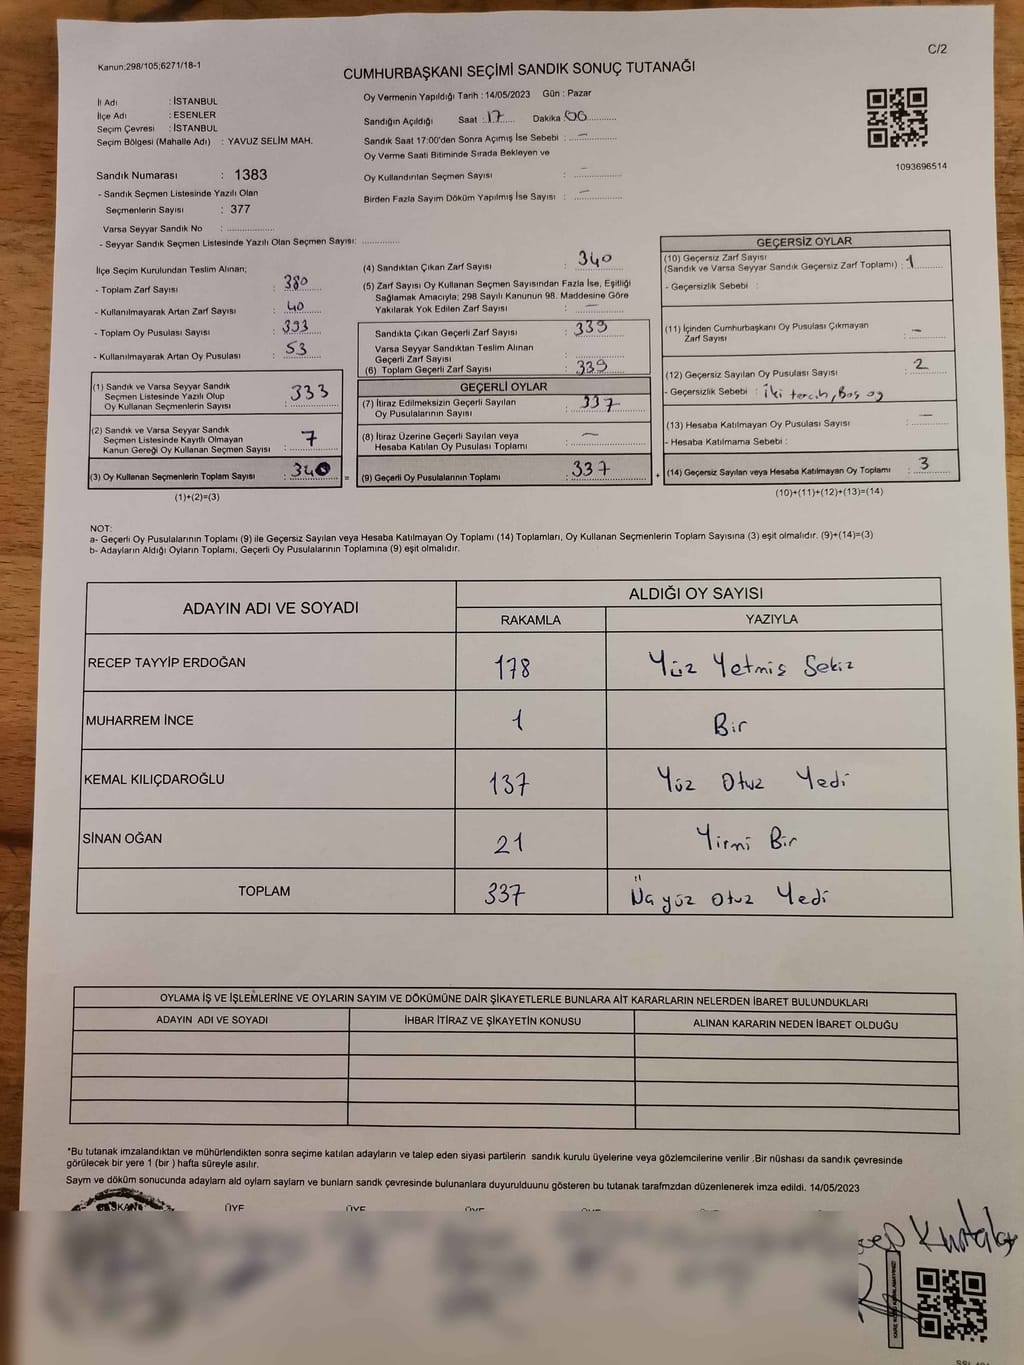 C/2
Kanun;298/105;6271/18-1
CUMHURBAŞKANI SEÇİMİ SANDIK SONUÇ TUTANAĞI
İl Adı : İSTANBUL
İlçe Adı : ESENLER
Seçim Çevresi : İSTANBUL
Seçim Bölgesi (Mahalle Adı) : YAVUZ SELİM MAH.
Oy Vermenin Yapıldığı Tarih : 14/05/2023 Gün : Pazar
Sandığın Açıldığı Saat : 17 Dakika : 00
Sandık Saat 17:00'den Sonra Açımış İse Sebebi : —
Oy Verme Saati Bitiminde Sırada Bekleyen ve
Oy Kullandırılan Seçmen Sayısı : —
Birden Fazla Sayım Döküm Yapılmış İse Sayısı : —
1093696514
Sandık Numarası : 1383
- Sandık Seçmen Listesinde Yazılı Olan
Seçmenlerin Sayısı : 377
Varsa Seyyar Sandık No : ..................
- Seyyar Sandık Seçmen Listesinde Yazılı Olan Seçmen Sayısı: ..............
İlçe Seçim Kurulundan Teslim Alınan;
- Toplam Zarf Sayısı : 380
- Kullanılmayarak Artan Zarf Sayısı : 40
- Toplam Oy Pusulası Sayısı : 393
- Kullanılmayarak Artan Oy Pusulası : 53
(1) Sandık ve Varsa Seyyar Sandık
Seçmen Listesinde Yazılı Olup
Oy Kullanan Seçmenlerin Sayısı : 333
(2) Sandık ve Varsa Seyyar Sandık
Seçmen Listesinde Kayıtlı Olmayan
Kanun Gereği Oy Kullanan Seçmen Sayısı : 7
(3) Oy Kullanan Seçmenlerin Toplam Sayısı : 340
(1)+(2)=(3)
(4) Sandıktan Çıkan Zarf Sayısı : 340
(5) Zarf Sayısı Oy Kullanan Seçmen Sayısından Fazla İse, Eşitliği
Sağlamak Amacıyla; 298 Sayılı Kanunun 98. Maddesine Göre
Yakılarak Yok Edilen Zarf Sayısı : —
Sandıkta Çıkan Geçerli Zarf Sayısı : 339
Varsa Seyyar Sandıktan Teslim Alınan
Geçerli Zarf Sayısı :
(6) Toplam Geçerli Zarf Sayısı : 339
GEÇERLİ OYLAR
(7) İtiraz Edilmeksizin Geçerli Sayılan
Oy Pusulalarının Sayısı : 337
(8) İtiraz Üzerine Geçerli Sayılan veya
Hesaba Katılan Oy Pusulası Toplamı : —
= (9) Geçerli Oy Pusulalarının Toplamı : 337
GEÇERSİZ OYLAR
(10) Geçersiz Zarf Sayısı
(Sandık ve Varsa Seyyar Sandık Geçersiz Zarf Toplamı) : 1
- Geçersizlik Sebebi :
(11) İçinden Cumhurbaşkanı Oy Pusulası Çıkmayan
Zarf Sayısı : —
(12) Geçersiz Sayılan Oy Pusulası Sayısı : 2
- Geçersizlik Sebebi : İki tercih, Boş oy
(13) Hesaba Katılmayan Oy Pusulası Sayısı : —
- Hesaba Katılmama Sebebi :
+ (14) Geçersiz Sayılan veya Hesaba Katılmayan Oy Toplamı : 3
(10)+(11)+(12)+(13)=(14)
NOT:
a- Geçerli Oy Pusulalarının Toplamı (9) ile Geçersiz Sayılan veya Hesaba Katılmayan Oy Toplamı (14) Toplamları, Oy Kullanan Seçmenlerin Toplam Sayısına (3) eşit olmalıdır. (9)+(14)=(3)
b- Adayların Aldığı Oyların Toplamı, Geçerli Oy Pusulalarının Toplamına (9) eşit olmalıdır.
ADAYIN ADI VE SOYADI ALDIĞI OY SAYISI
RAKAMLA YAZIYLA
RECEP TAYYİP ERDOĞAN 178 Yüz Yetmiş Sekiz
MUHARREM İNCE 1 Bir
KEMAL KILIÇDAROĞLU 137 Yüz Otuz Yedi
SİNAN OĞAN 21 Yirmi Bir
TOPLAM 337 yüz Otuz Yedi
OYLAMA İŞ VE İŞLEMLERİNE VE OYLARIN SAYIM VE DÖKÜMÜNE DAİR ŞİKAYETLERLE BUNLARA AİT KARARLARIN NELERDEN İBARET BULUNDUKLARI
ADAYIN ADI VE SOYADI İHBAR İTİRAZ VE ŞİKAYETİN KONUSU ALINAN KARARIN NEDEN İBARET OLDUĞU
*Bu tutanak imzalandıktan ve mühürlendikten sonra seçime katılan adayların ve talep eden siyasi partilerin sandık kurulu üyelerine veya gözlemcilerine verilir .Bir nüshası da sandık çevresinde
görülecek bir yere 1 (bir ) hafta süreyle asılır.
Saym ve döküm sonucunda adaylarn ald oylarn saylarn ve bunlarn sandk çevresinde bulunanlara duyurulduunu gösteren bu tutanak tarafmzdan düzenlenerek imza edildi. 14/05/2023
BAŞKAN ÜYE ÜYE ÜYE